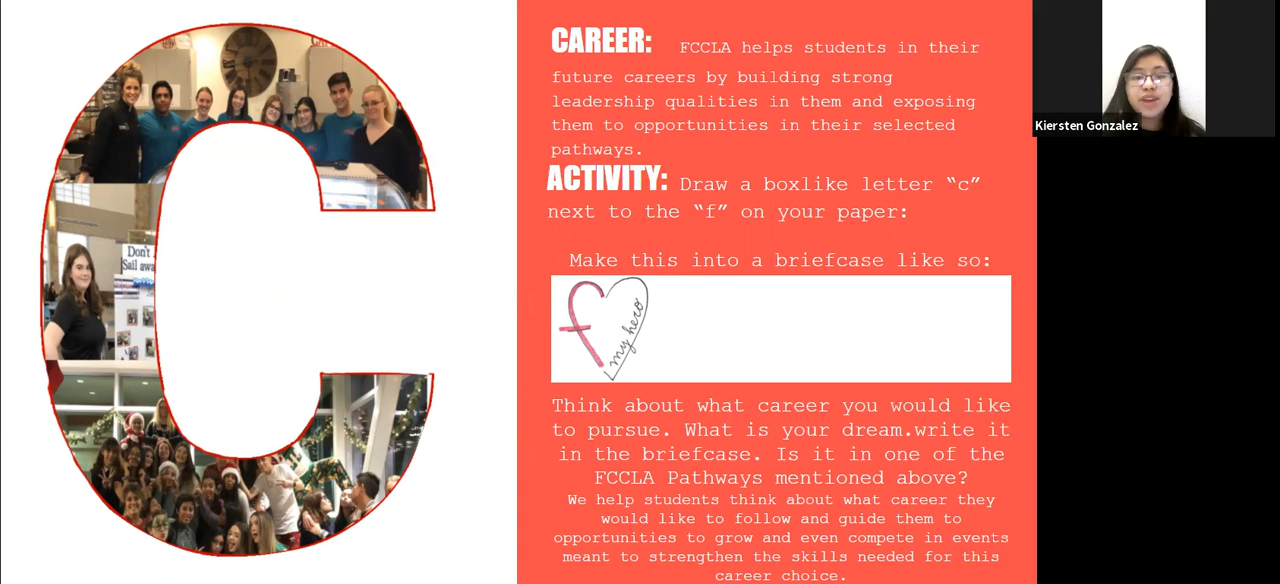 CAREER: FCCLA helps students in their
future careers by building strong
leadership qualities in them and exposing
them to opportunities in their selected
pathways.
ACTIVITY: Draw a boxlike letter “c”
next to the “f” on your paper:
Make this into a briefcase like so:
f my hero
Think about what career you would like
to pursue. What is your dream.write it
in the briefcase. Is it in one of the
FCCLA Pathways mentioned above?
We help students think about what career they
would like to follow and guide them to
opportunities to grow and even compete in events
meant to strengthen the skills needed for this
career choice.
Kiersten Gonzalez
Don't
Sail awa